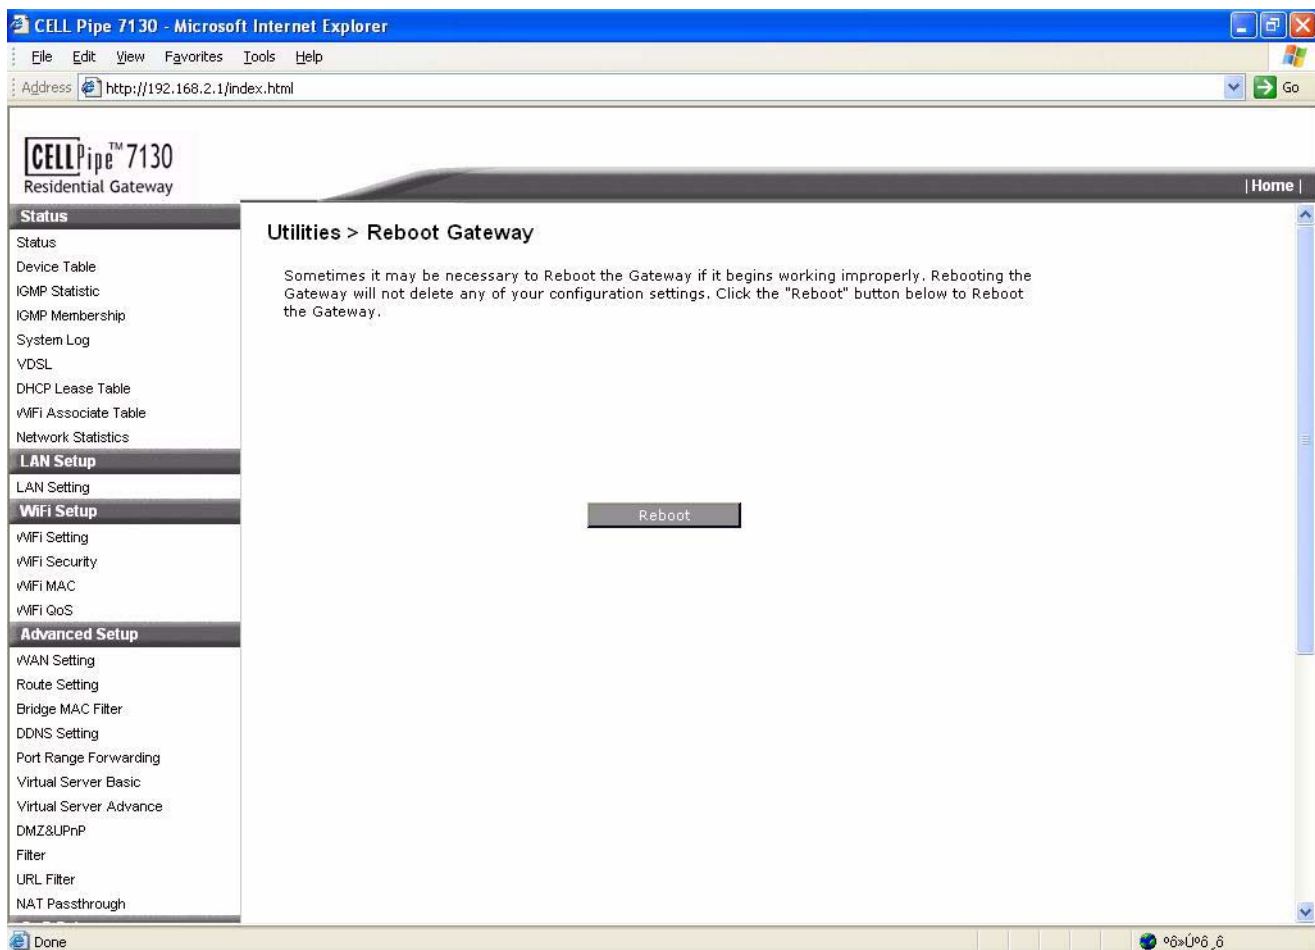 CELL Pipe 7130 - Microsoft Internet Explorer
File Edit View Favorites Tools Help
Address http://192.168.2.1/index.html Go
CELLPipe™ 7130
Residential Gateway
| Home |
Status
Status
Device Table
IGMP Statistic
IGMP Membership
System Log
VDSL
DHCP Lease Table
WiFi Associate Table
Network Statistics
LAN Setup
LAN Setting
WiFi Setup
WiFi Setting
WiFi Security
WiFi MAC
WiFi QoS
Advanced Setup
WAN Setting
Route Setting
Bridge MAC Filter
DDNS Setting
Port Range Forwarding
Virtual Server Basic
Virtual Server Advance
DMZ&UPnP
Filter
URL Filter
NAT Passthrough
Utilities > Reboot Gateway
Sometimes it may be necessary to Reboot the Gateway if it begins working improperly. Rebooting the
Gateway will not delete any of your configuration settings. Click the "Reboot" button below to Reboot
the Gateway.
Reboot
Done